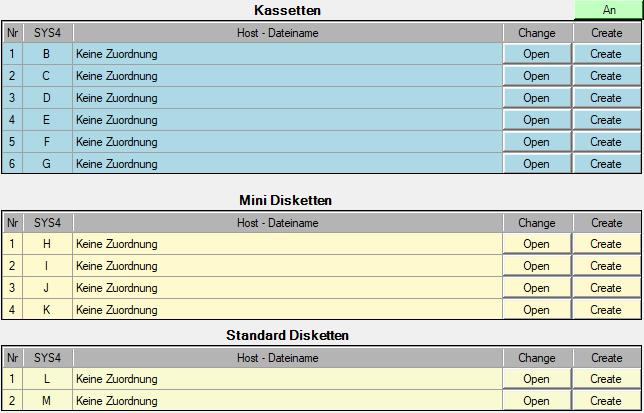 Kassetten An
Nr SYS4 Host - Dateiname Change Create
1 B Keine Zuordnung Open Create
2 C Keine Zuordnung Open Create
3 D Keine Zuordnung Open Create
4 E Keine Zuordnung Open Create
5 F Keine Zuordnung Open Create
6 G Keine Zuordnung Open Create
Mini Disketten
Nr SYS4 Host - Dateiname Change Create
1 H Keine Zuordnung Open Create
2 I Keine Zuordnung Open Create
3 J Keine Zuordnung Open Create
4 K Keine Zuordnung Open Create
Standard Disketten
Nr SYS4 Host - Dateiname Change Create
1 L Keine Zuordnung Open Create
2 M Keine Zuordnung Open Create